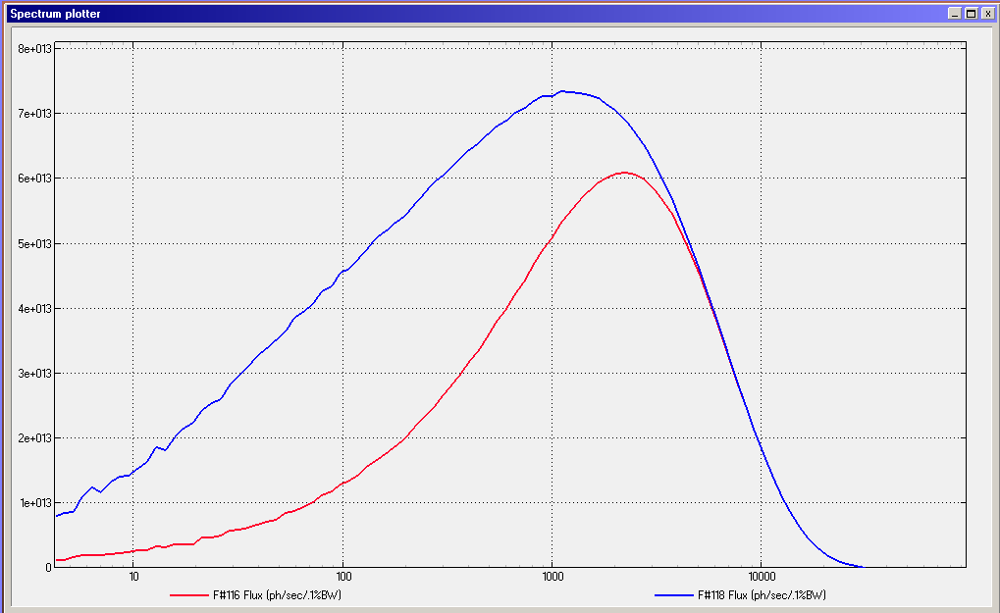 Spectrum plotter
8e+013
7e+013
6e+013
5e+013
4e+013
3e+013
2e+013
1e+013
0
10 100 1000 10000
F#116 Flux (ph/sec/.1%BW) F#118 Flux (ph/sec/.1%BW)